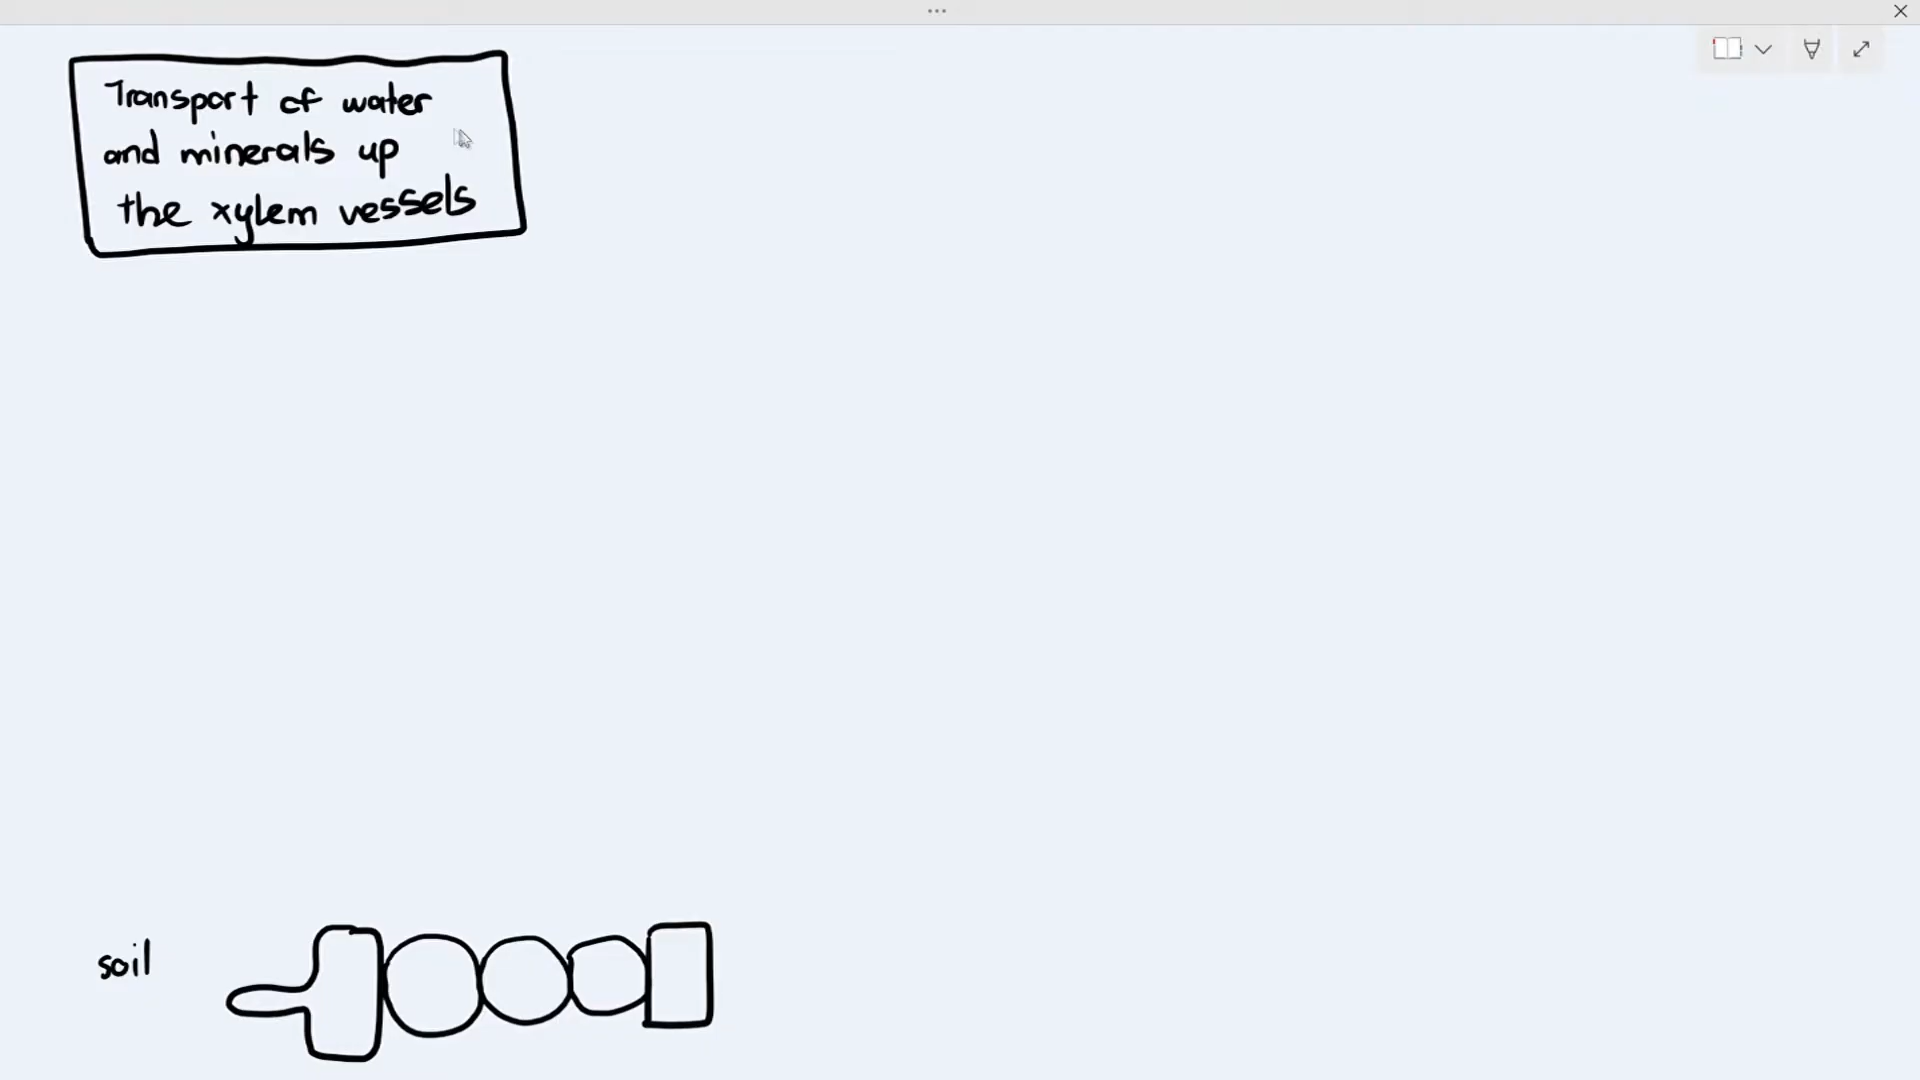 Transport of water
and minerals up
the xylem vessels
soil